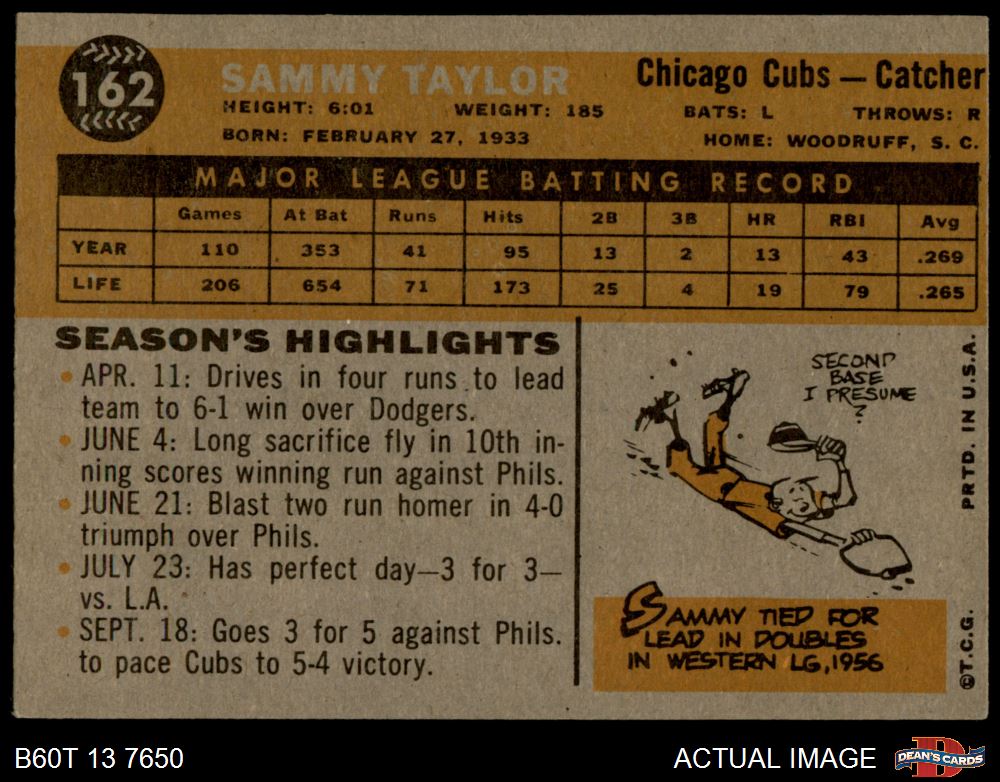 162
SAMMY TAYLOR
Chicago Cubs — Catcher
HEIGHT: 6:01 WEIGHT: 185 BATS: L THROWS: R
BORN: FEBRUARY 27, 1933 HOME: WOODRUFF, S. C.
MAJOR LEAGUE BATTING RECORD
Games At Bat Runs Hits 2B 3B HR RBI Avg
YEAR 110 353 41 95 13 2 13 43 .269
LIFE 206 654 71 173 25 4 19 79 .265
SEASON'S HIGHLIGHTS
• APR. 11: Drives in four runs to lead
team to 6-1 win over Dodgers.
• JUNE 4: Long sacrifice fly in 10th in-
ning scores winning run against Phils.
• JUNE 21: Blast two run homer in 4-0
triumph over Phils.
• JULY 23: Has perfect day—3 for 3—
vs. L.A.
• SEPT. 18: Goes 3 for 5 against Phils.
to pace Cubs to 5-4 victory.
SECOND
BASE
I PRESUME
?
SAMMY TIED FOR
LEAD IN DOUBLES
IN WESTERN LG, 1956
©T.C.G. PRTD. IN U.S.A.
B60T 13 7650
ACTUAL IMAGE
D
DEAN'S CARDS